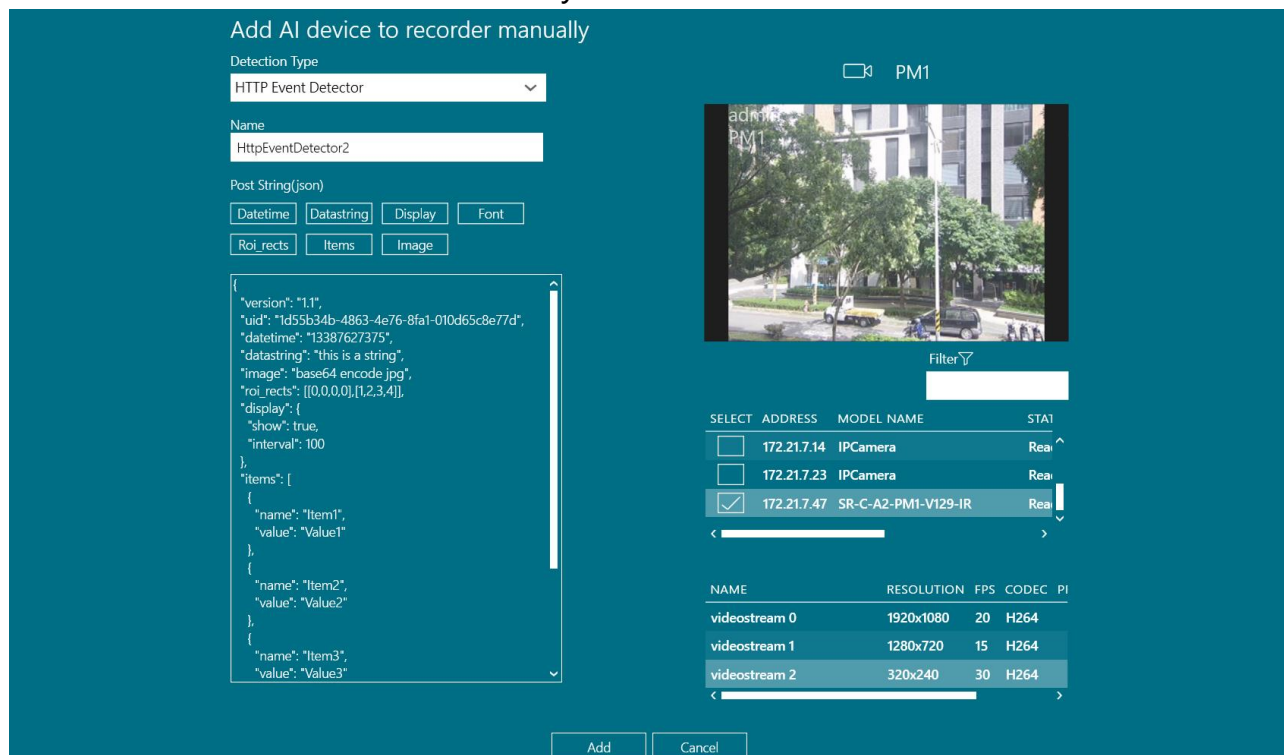 Add AI device to recorder manually
Detection Type
HTTP Event Detector
Name
HttpEventDetector2
Post String(json)
Datetime Datastring Display Font
Roi_rects Items Image
{
"version": "1.1",
"uid": "1d55b34b-4863-4e76-8fa1-010d65c8e77d",
"datetime": "13387627375",
"datastring": "this is a string",
"image": "base64 encode jpg",
"roi_rects": [[0,0,0,0],[1,2,3,4]],
"display": {
"show": true,
"interval": 100
},
"items": [
{
"name": "Item1",
"value": "Value1"
},
{
"name": "Item2",
"value": "Value2"
},
{
"name": "Item3",
"value": "Value3"
PM1
admin
PM1
Filter
SELECT ADDRESS MODEL NAME STAT
172.21.7.14 IPCamera Rea
172.21.7.23 IPCamera Rea
172.21.7.47 SR-C-A2-PM1-V129-IR Rea
NAME RESOLUTION FPS CODEC
videostream 0 1920x1080 20 H264
videostream 1 1280x720 15 H264
videostream 2 320x240 30 H264
Add Cancel